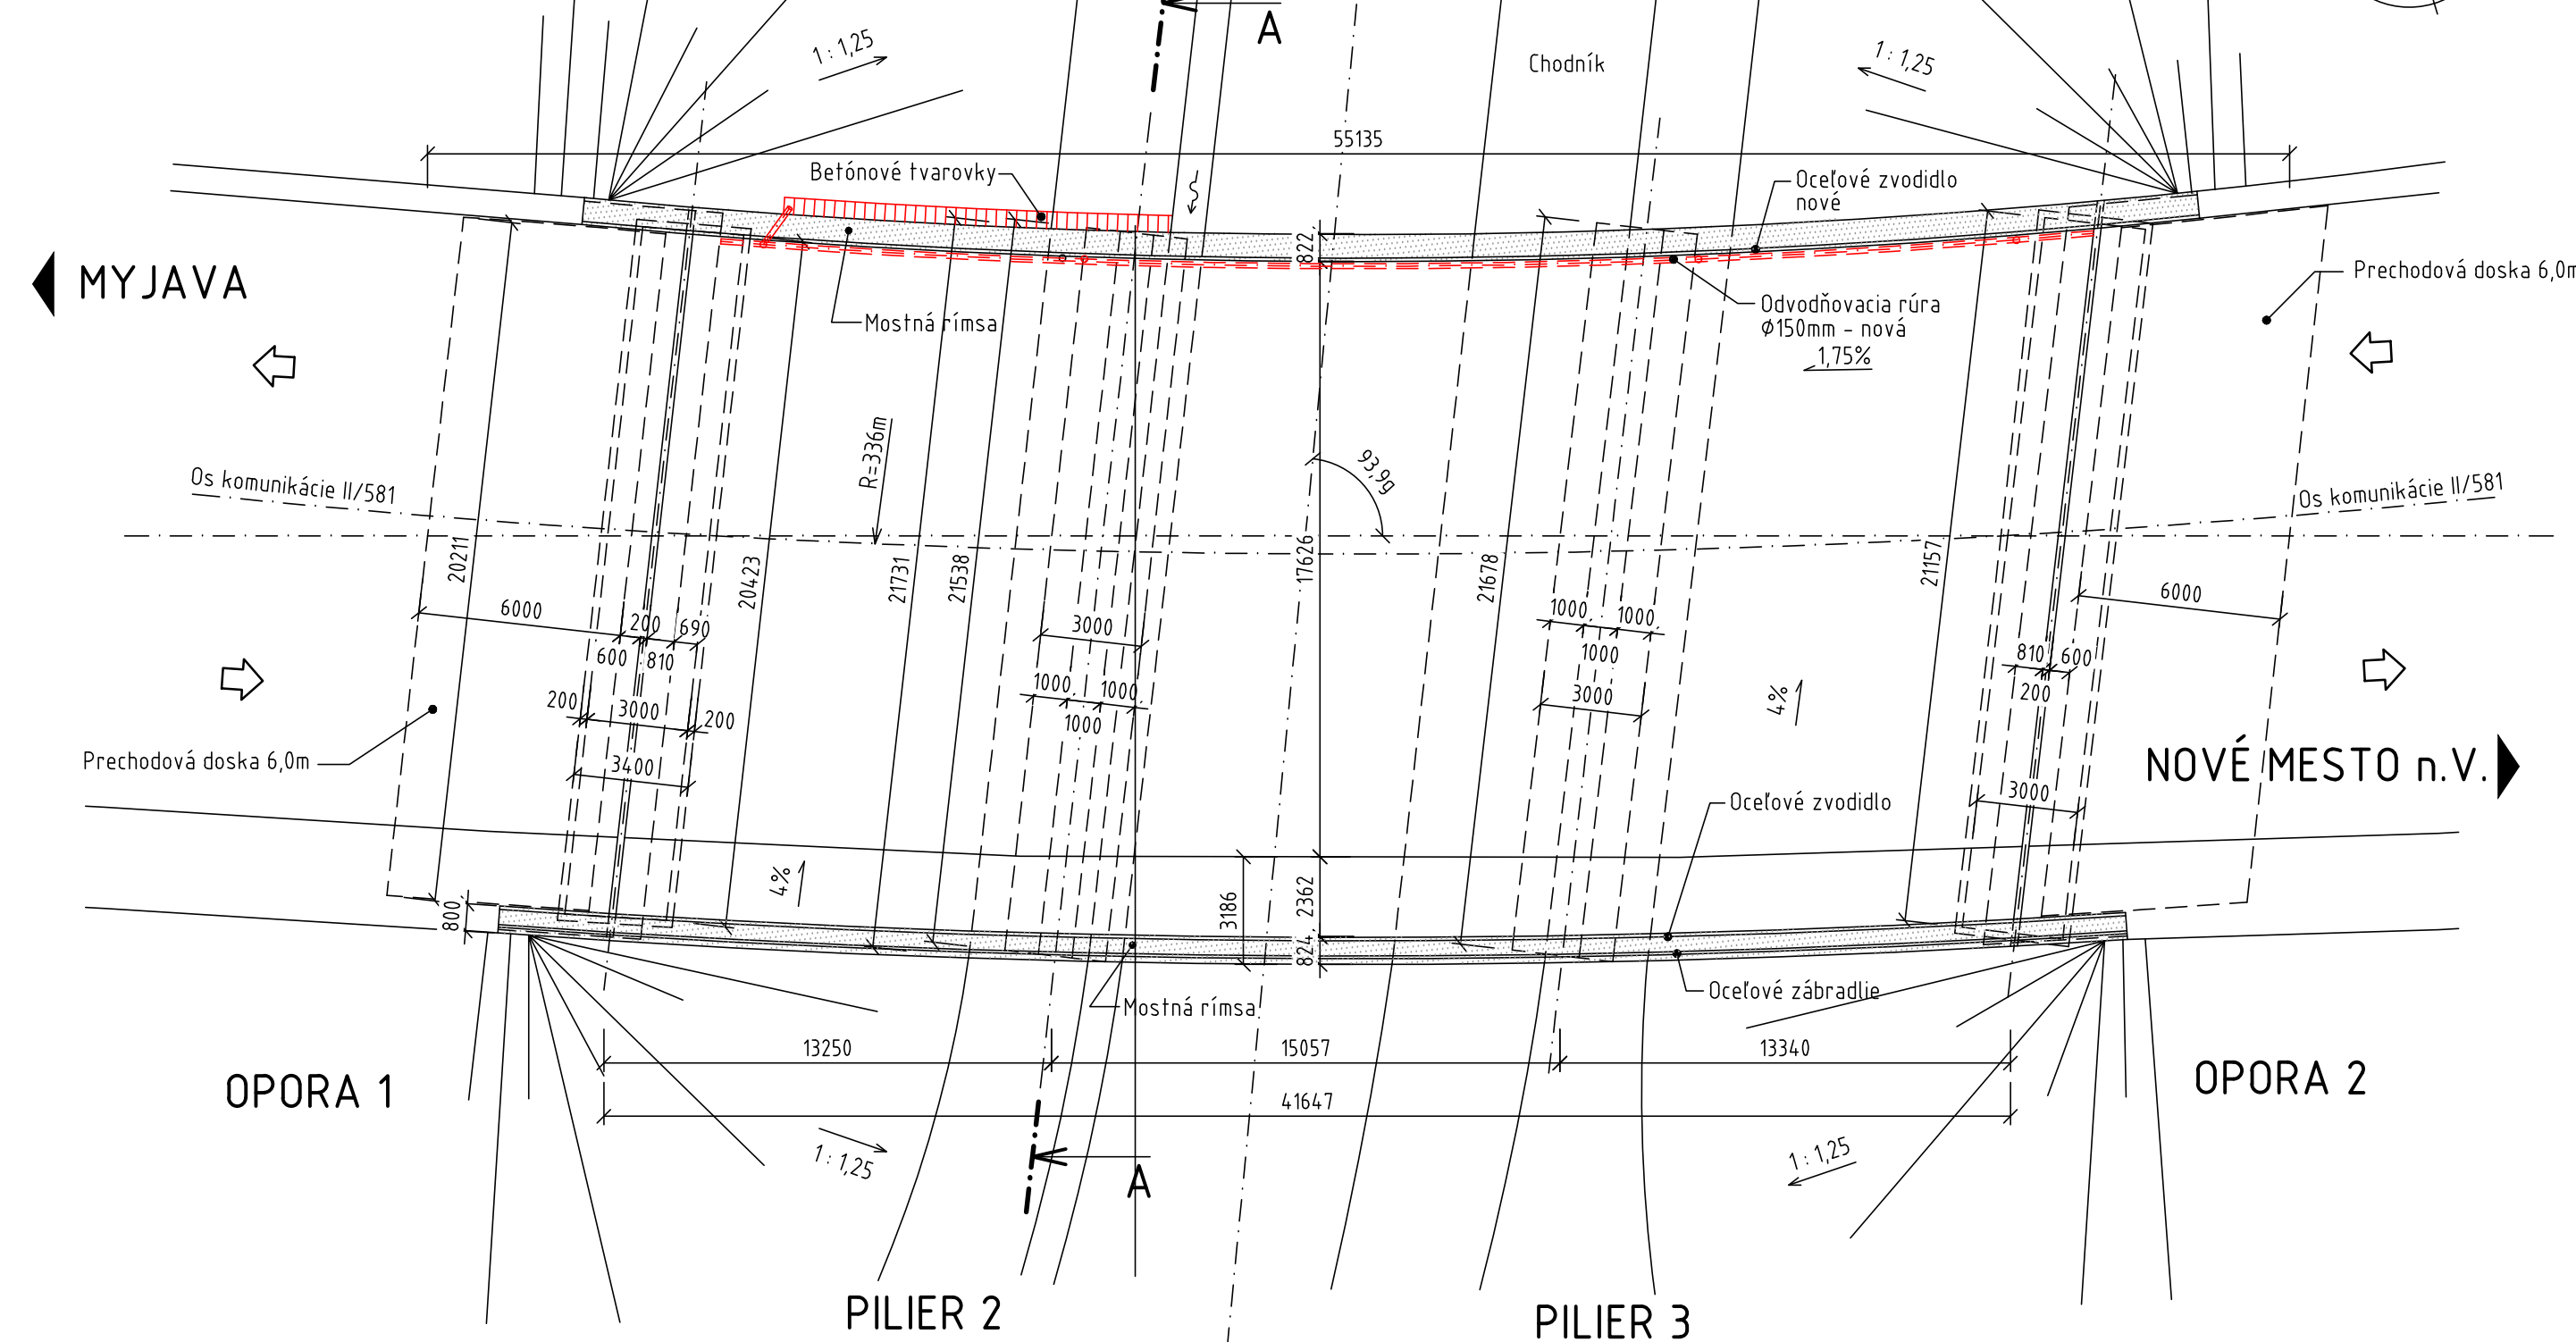 A
1 : 1,25
Chodník
1 : 1,25
55135
Betónové tvarovky
Oceľové zvodidlo
nové
822
MYJAVA
Prechodová doska 6,0m
Mostná rímsa
Odvodňovacia rúra
Φ150mm - nová
1,75%
R=336m
93,9g
Os komunikácie II/581
Os komunikácie II/581
20211
20423
21731
21538
17626
21678
21157
6000
200
690
600
810
3000
1000
1000
1000
1000
1000
1000
3000
6000
810
600
200
200
3000
200
3400
3000
4%
Prechodová doska 6,0m
NOVÉ MESTO n.V.
Oceľové zvodidlo
4%
800
3186
2362
824
Oceľové zábradlie
Mostná rímsa
13250
15057
13340
41647
OPORA 1
OPORA 2
1 : 1,25
1 : 1,25
A
PILIER 2
PILIER 3